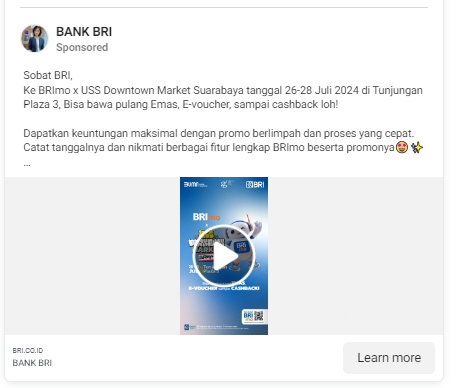 BANK BRI
Sponsored
Sobat BRI,
Ke BRImo x USS Downtown Market Suarabaya tanggal 26-28 Juli 2024 di Tunjungan
Plaza 3, Bisa bawa pulang Emas, E-voucher, sampai cashback loh!
Dapatkan keuntungan maksimal dengan promo berlimpah dan proses yang cepat.
Catat tanggalnya dan nikmati berbagai fitur lengkap BRImo beserta promonya🤩✨
...
BUMN
BRI
BRImo
E-VOUCHER
CASHBACK!
BRI
BRI.CO.ID
BANK BRI
Learn more